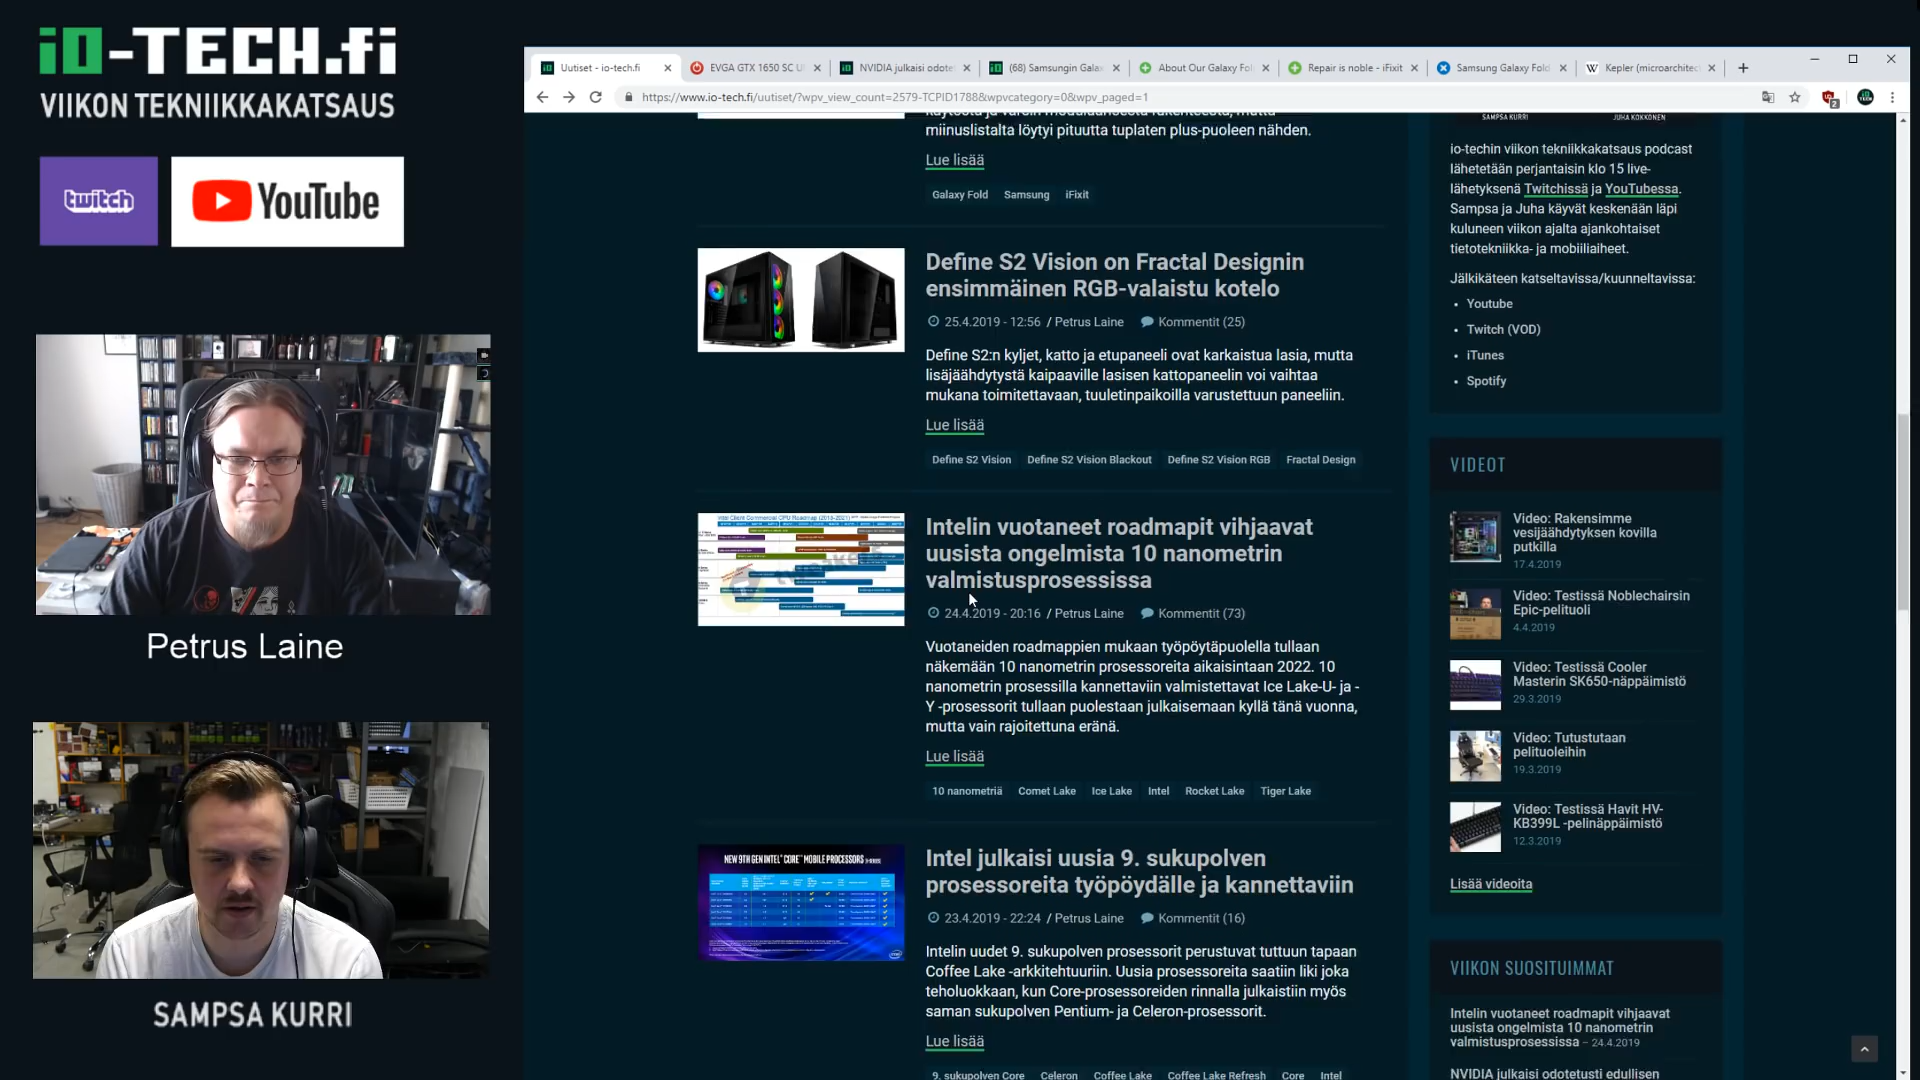 iO-TECH.fi
VIIKON TEKNIIKKAKATSAUS
twitch
YouTube
Petrus Laine
SAMPSA KURRI
Uutiset - io-tech.fi
EVGA GTX 1650 SC U
NVIDIA julkaisi odote
(68) Samsungin Gala
About Our Galaxy Fol
Repair is noble - iFixit
Samsung Galaxy Fold
Kepler (microarchitec
https://www.io-tech.fi/uutiset/?wpv_view_count=2579-TCPID1788&wpvcategory=0&wpv_paged=1
miinuslistalta löytyi pituutta tuplaten plus-puoleen nähden.
Lue lisää
Galaxy Fold Samsung iFixit
Define S2 Vision on Fractal Designin
ensimmäinen RGB-valaistu kotelo
25.4.2019 - 12:56 / Petrus Laine Kommentit (25)
Define S2:n kyljet, katto ja etupaneeli ovat karkaistua lasia, mutta
lisäjäähdytystä kaipaaville lasisen kattopaneelin voi vaihtaa
mukana toimitettavaan, tuuletinpaikoilla varustettuun paneeliin.
Lue lisää
Define S2 Vision Define S2 Vision Blackout Define S2 Vision RGB Fractal Design
Intel Client Commercial CPU Roadmap (2018-2021)
Intelin vuotaneet roadmapit vihjaavat
uusista ongelmista 10 nanometrin
valmistusprosessissa
24.4.2019 - 20:16 / Petrus Laine Kommentit (73)
Vuotaneiden roadmappien mukaan työpöytäpuolella tullaan
näkemään 10 nanometrin prosessoreita aikaisintaan 2022. 10
nanometrin prosessilla kannettaviin valmistettavat Ice Lake-U- ja -
Y -prosessorit tullaan puolestaan julkaisemaan kyllä tänä vuonna,
mutta vain rajoitettuna eränä.
Lue lisää
10 nanometriä Comet Lake Ice Lake Intel Rocket Lake Tiger Lake
NEW 9TH GEN INTEL CORE MOBILE PROCESSORS
Intel julkaisi uusia 9. sukupolven
prosessoreita työpöydälle ja kannettaviin
23.4.2019 - 22:24 / Petrus Laine Kommentit (16)
Intelin uudet 9. sukupolven prosessorit perustuvat tuttuun tapaan
Coffee Lake -arkkitehtuuriin. Uusia prosessoreita saatiin liki joka
teholuokkaan, kun Core-prosessoreiden rinnalla julkaistiin myös
saman sukupolven Pentium- ja Celeron-prosessorit.
Lue lisää
9. sukupolven Core Celeron Coffee Lake Coffee Lake Refresh Core Intel
SAMPSA KURRI JUHA KOKKONEN
io-techin viikon tekniikkakatsaus podcast
lähetetään perjantaisin klo 15 live-
lähetyksenä Twitchissä ja YouTubessa.
Sampsa ja Juha käyvät keskenään läpi
kuluneen viikon ajalta ajankohtaiset
tietotekniikka- ja mobiiliaiheet.
Jälkikäteen katseltavissa/kuunneltavissa:
Youtube
Twitch (VOD)
iTunes
Spotify
VIDEOT
Video: Rakensimme
vesijäähdytyksen kovilla
putkilla
17.4.2019
Video: Testissä Noblechairsin
Epic-pelituoli
4.4.2019
Video: Testissä Cooler
Masterin SK650-näppäimistö
29.3.2019
Video: Tutustutaan
pelituoleihin
19.3.2019
Video: Testissä Havit HV-
KB399L -pelinäppäimistö
12.3.2019
Lisää videoita
VIIKON SUOSITUIMMAT
Intelin vuotaneet roadmapit vihjaavat
uusista ongelmista 10 nanometrin
valmistusprosessissa – 24.4.2019
NVIDIA julkaisi odotetusti edullisen